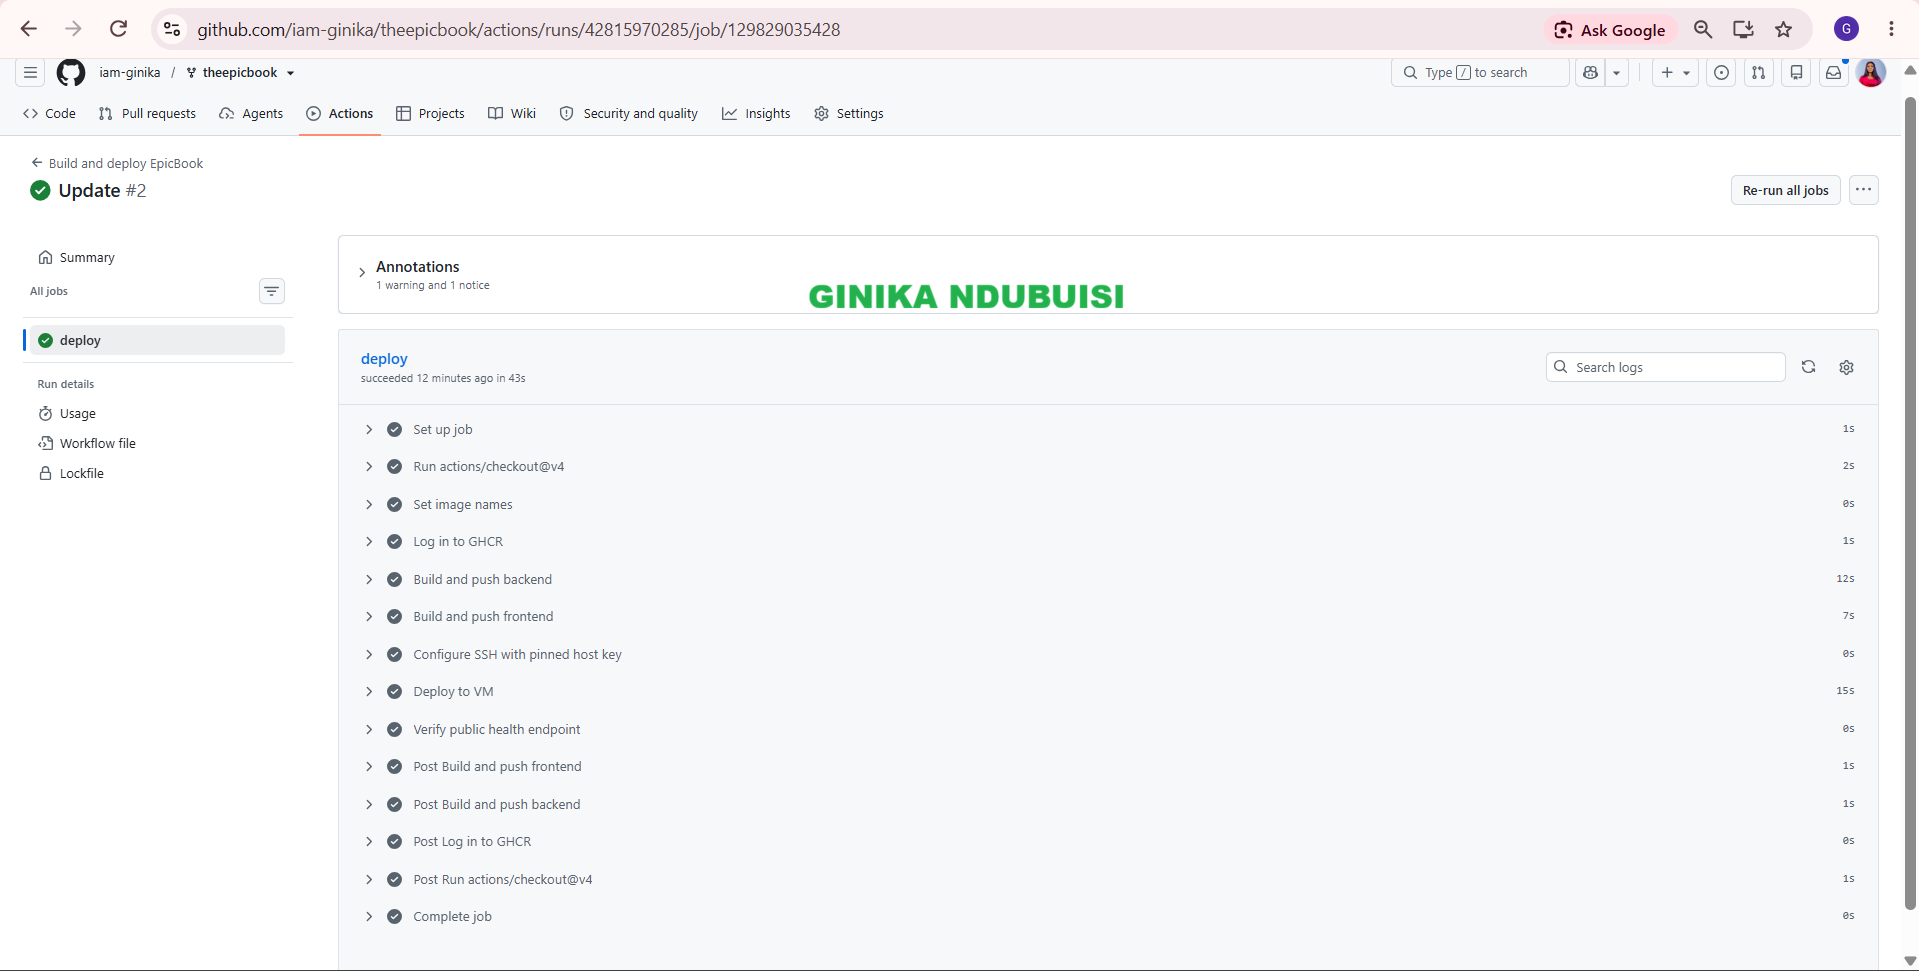 github.com/iam-ginika/theepicbook/actions/runs/42815970285/job/129829035428
Ask Google
G
iam-ginika / theepicbook
Type / to search
Code
Pull requests
Agents
Actions
Projects
Wiki
Security and quality
Insights
Settings
Build and deploy EpicBook
Update #2
Re-run all jobs
Summary
All jobs
deploy
Run details
Usage
Workflow file
Lockfile
Annotations
1 warning and 1 notice
GINIKA NDUBUISI
deploy
succeeded 12 minutes ago in 43s
Search logs
Set up job 1s
Run actions/checkout@v4 2s
Set image names 0s
Log in to GHCR 1s
Build and push backend 12s
Build and push frontend 7s
Configure SSH with pinned host key 0s
Deploy to VM 15s
Verify public health endpoint 0s
Post Build and push frontend 1s
Post Build and push backend 1s
Post Log in to GHCR 0s
Post Run actions/checkout@v4 1s
Complete job 0s